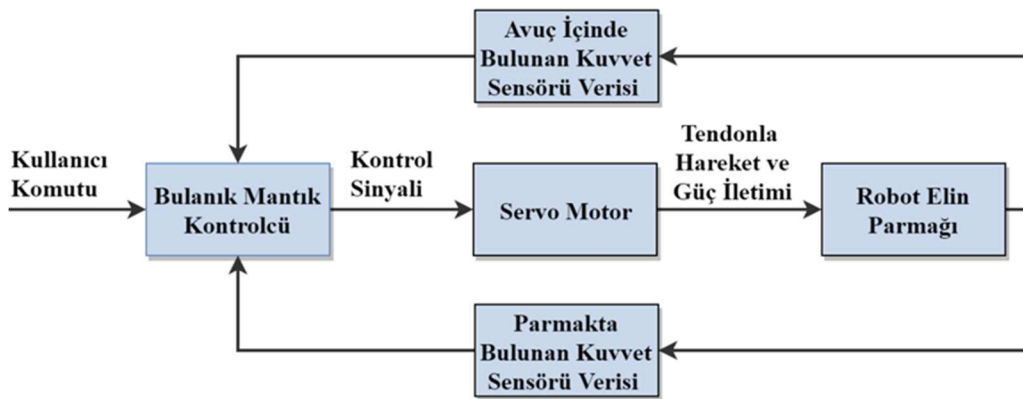 Avuç İçinde
Bulunan Kuvvet
Sensörü Verisi
Kullanıcı
Komutu
Bulanık Mantık
Kontrolcü
Kontrol
Sinyali
Servo Motor
Tendonla
Hareket ve
Güç İletimi
Robot Elin
Parmağı
Parmakta
Bulunan Kuvvet
Sensörü Verisi